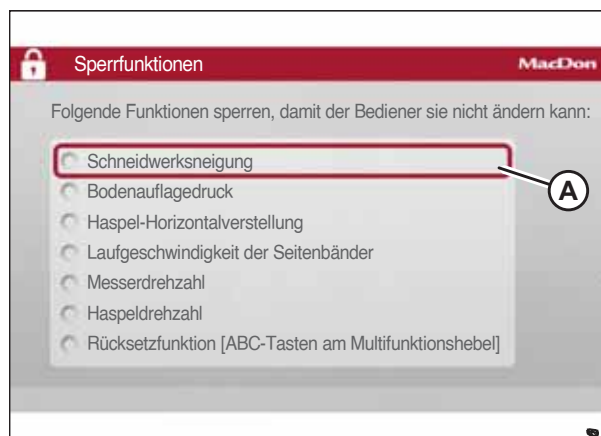 Sperrfunktionen MacDon
Folgende Funktionen sperren, damit der Bediener sie nicht ändern kann:
Schneidwerksneigung
A
Bodenauflagedruck
Haspel-Horizontalverstellung
Laufgeschwindigkeit der Seitenbänder
Messerdrehzahl
Haspeldrehzahl
Rücksetzfunktion [ABC-Tasten am Multifunktionshebel]